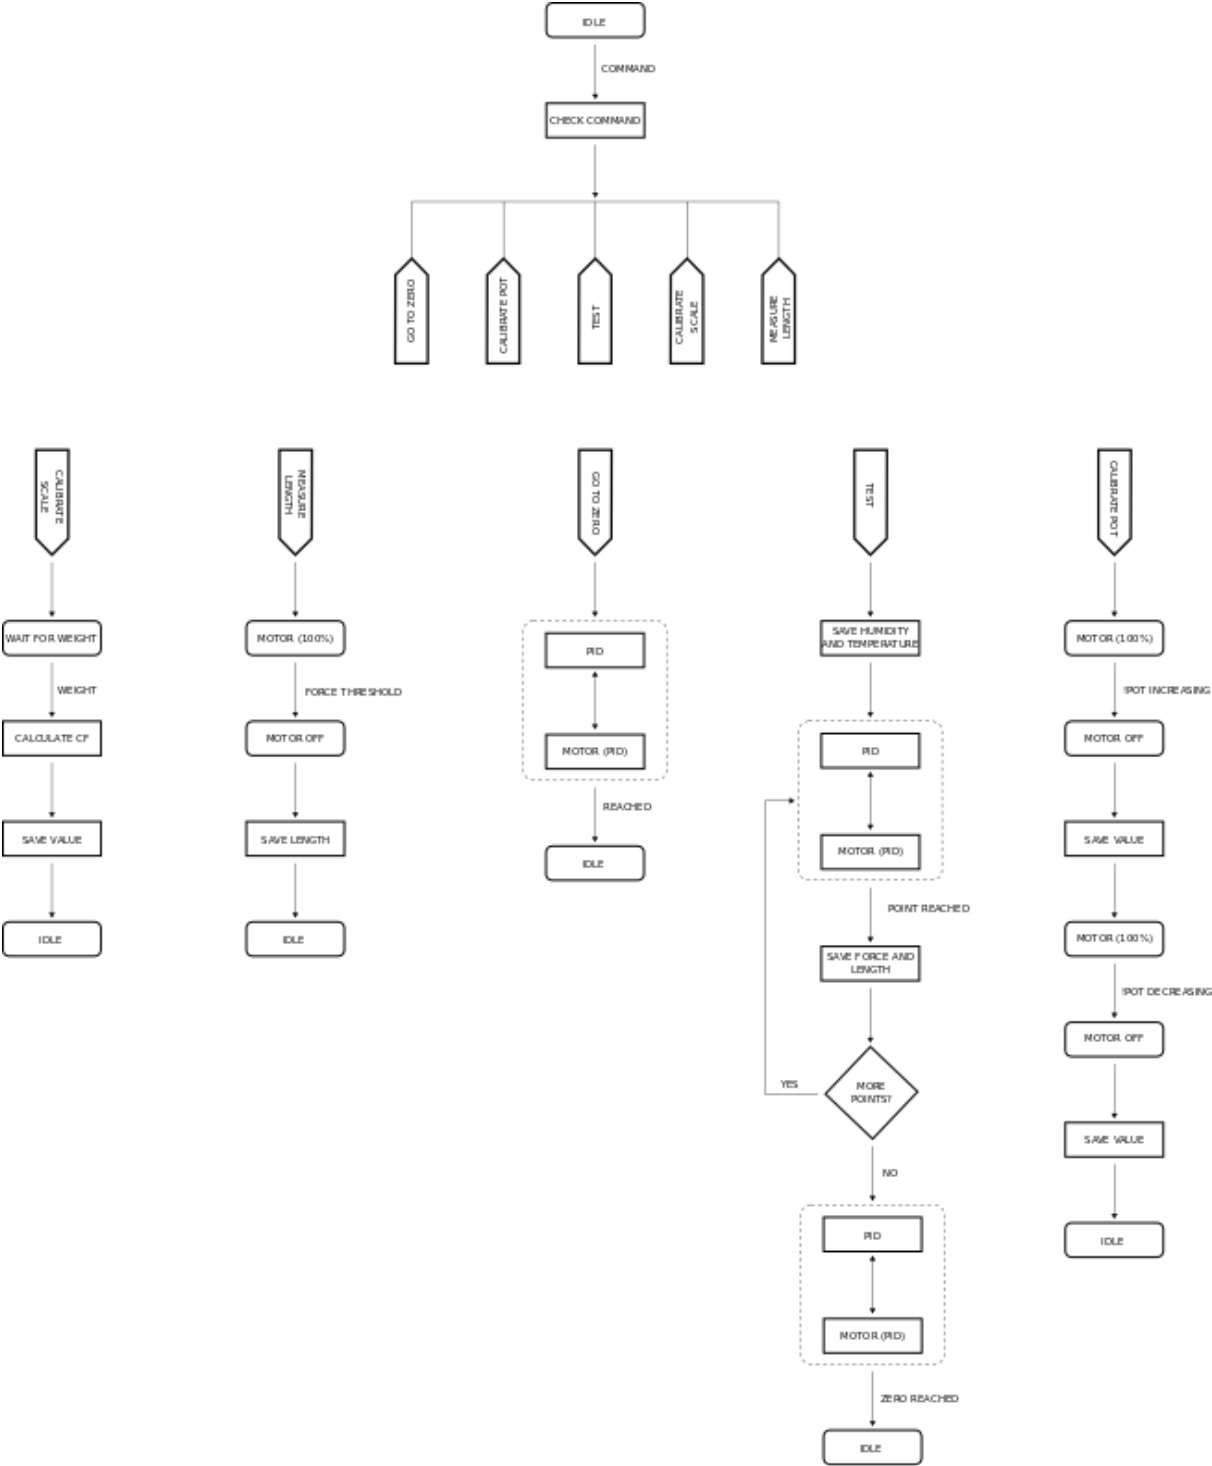 IDLE
COMMAND
CHECK COMMAND
GO TO ZERO
CALIBRATE POT
TEST
CALIBRATE
SCALE
MEASURE
LENGTH
CALIBRATE
SCALE
WAIT FOR WEIGHT
WEIGHT
CALCULATE CF
SAVE VALUE
IDLE
MEASURE
LENGTH
MOTOR (100%)
FORCE THRESHOLD
MOTOR OFF
SAVE LENGTH
IDLE
GO TO ZERO
PID
MOTOR (PID)
REACHED
IDLE
TEST
SAVE HUMIDITY
AND TEMPERATURE
PID
MOTOR (PID)
POINT REACHED
SAVE FORCE AND
LENGTH
MORE
POINTS?
YES
NO
PID
MOTOR (PID)
ZERO REACHED
IDLE
CALIBRATE POT
MOTOR (100%)
!POT INCREASING
MOTOR OFF
SAVE VALUE
MOTOR (100%)
!POT DECREASING
MOTOR OFF
SAVE VALUE
IDLE